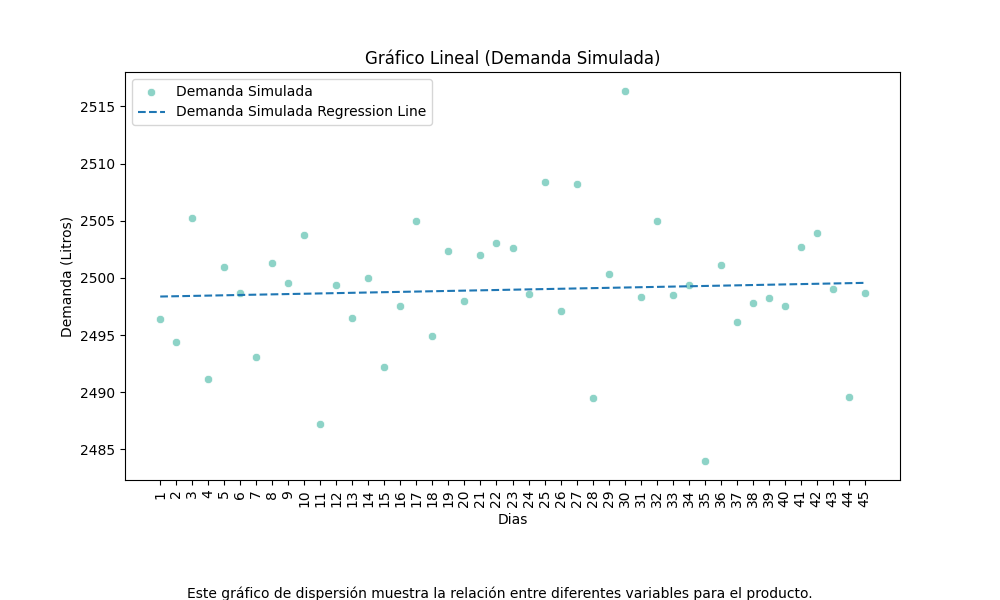 Gráfico Lineal (Demanda Simulada)
Demanda Simulada
Demanda Simulada Regression Line
Demanda (Litros)
2515
2510
2505
2500
2495
2490
2485
1 2 3 4 5 6 7 8 9 10 11 12 13 14 15 16 17 18 19 20 21 22 23 24 25 26 27 28 29 30 31 32 33 34 35 36 37 38 39 40 41 42 43 44 45
Dias
Este gráfico de dispersión muestra la relación entre diferentes variables para el producto.